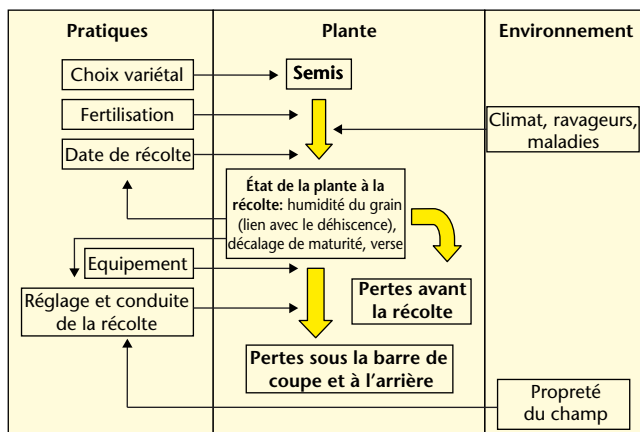 Pratiques
Plante
Environnement
Choix variétal
Semis
Fertilisation
Climat, ravageurs,
maladies
Date de récolte
État de la plante à la
récolte: humidité du grain
(lien avec le déhiscence),
décalage de maturité, verse
Equipement
Pertes avant
la récolte
Réglage et conduite
de la récolte
Pertes sous la barre de
coupe et à l'arrière
Propreté
du champ